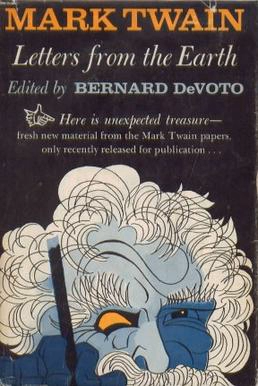 MARK TWAIN
Letters from the Earth
Edited by BERNARD DeVOTO
Here is unexpected treasure—
fresh new material from the Mark Twain papers,
only recently released for publication . . .